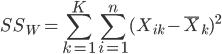 $SS_W = \sum_{k=1}^{K} \sum_{i=1}^{n} (X_{ik} - \overline{X}_k)^2$